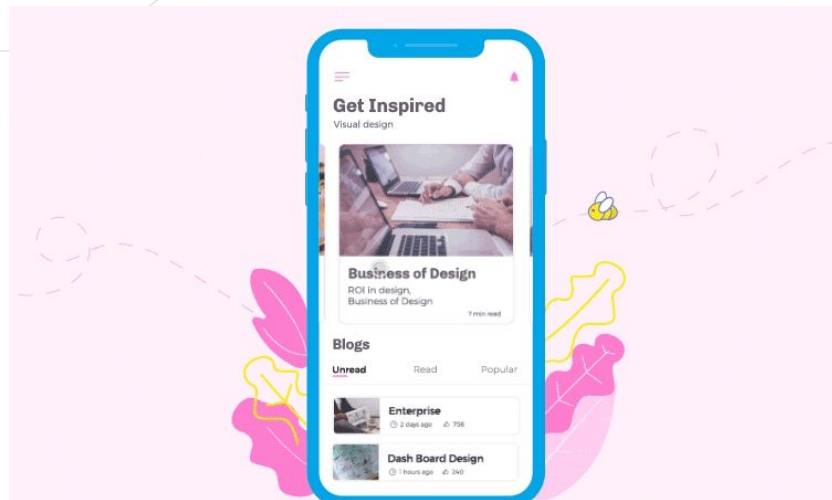 Get Inspired
Visual design
Business of Design
ROI in design,
Business of Design
7 min read
Blogs
Unread Read Popular
Enterprise
2 days ago 756
Dash Board Design
1 hours ago 240